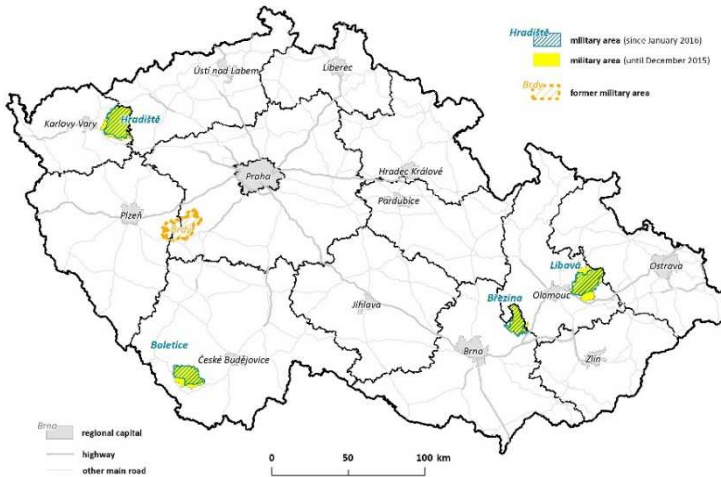 Hradiště military area (since January 2016)
military area (until December 2015)
Brdy former military area
Ústí nad Labem
Liberec
Karlovy Vary
Hradiště
Praha
Hradec Králové
Pardubice
Plzeň
Brdy
Libavá
Ostrava
Olomouc
Březina
Jihlava
Boletice
České Budějovice
Brno
Zlín
Brno regional capital
highway
other main road
0 50 100 km